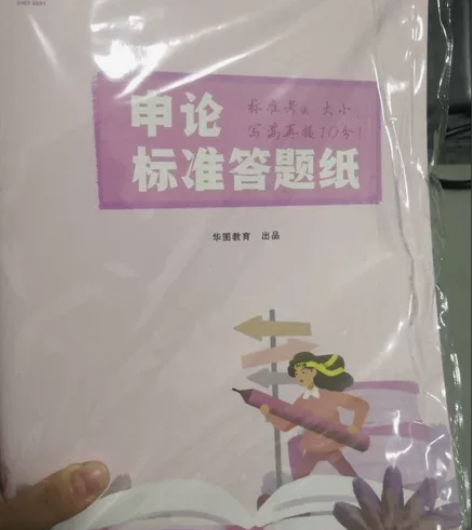 申论
标准考场大小,
写高再提10分!
标准答题纸
华图教育 出品